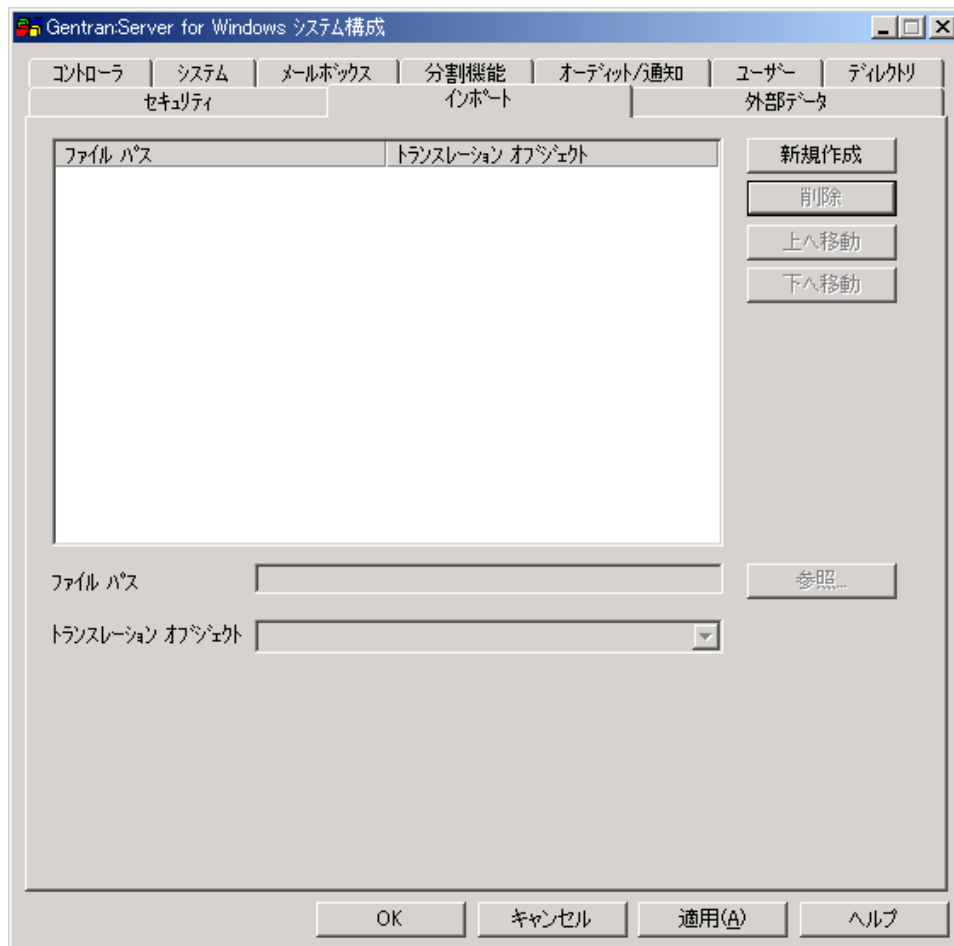 Gentran:Server for Windows システム構成
コントローラ システム メールボックス 分割機能 オーディット/通知 ユーザー ディレクトリ
セキュリティ インポート 外部データ
ファイル パス トランスレーション オブジェクト
新規作成
削除
上へ移動
下へ移動
ファイル パス
参照...
トランスレーション オブジェクト
OK キャンセル 適用(A) ヘルプ